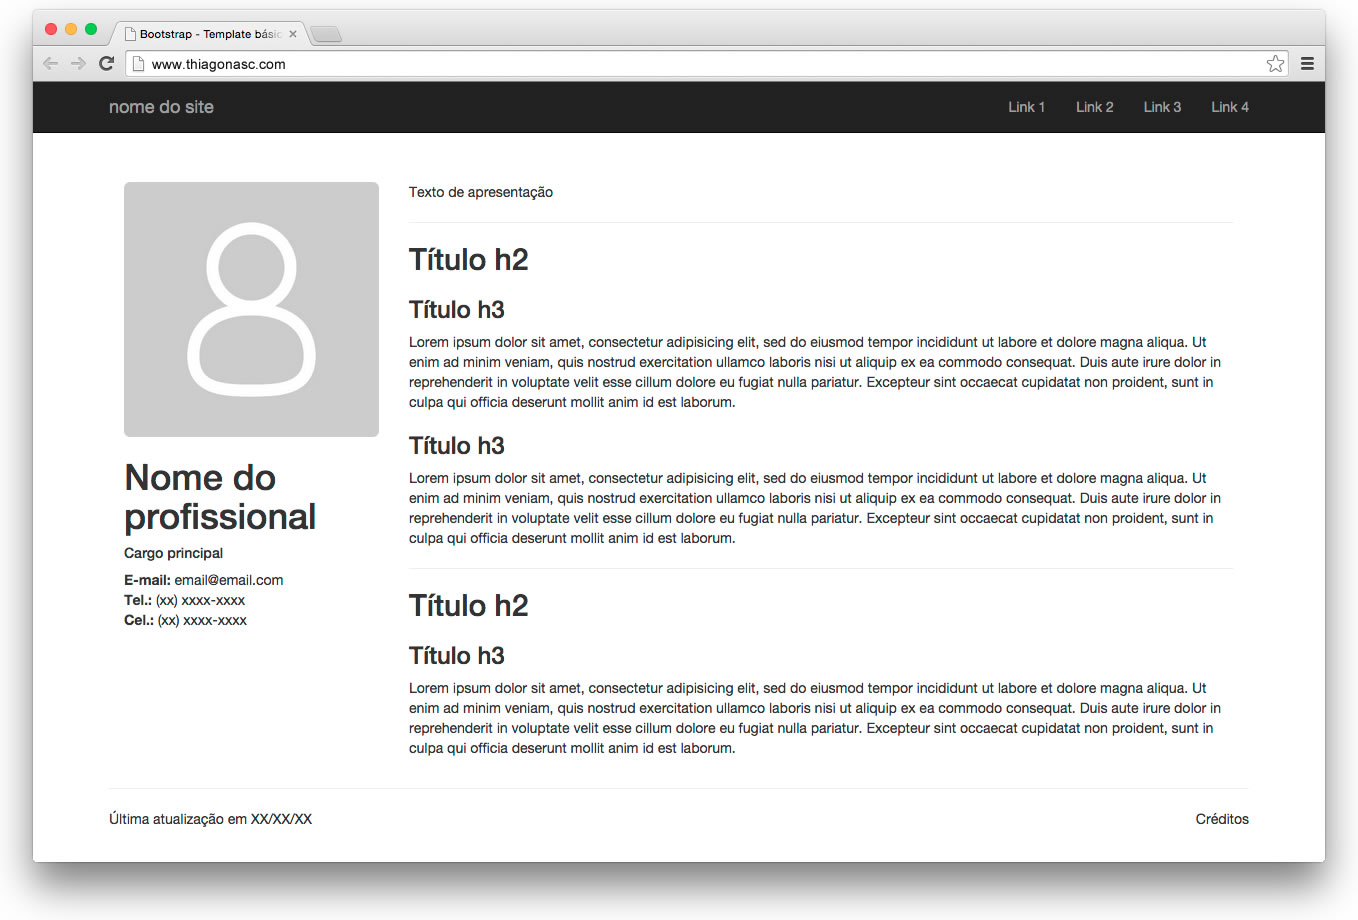 Bootstrap - Template básic
www.thiagonasc.com
nome do site
Link 1
Link 2
Link 3
Link 4
Texto de apresentação
Título h2
Título h3
Lorem ipsum dolor sit amet, consectetur adipisicing elit, sed do eiusmod tempor incididunt ut labore et dolore magna aliqua. Ut
enim ad minim veniam, quis nostrud exercitation ullamco laboris nisi ut aliquip ex ea commodo consequat. Duis aute irure dolor in
reprehenderit in voluptate velit esse cillum dolore eu fugiat nulla pariatur. Excepteur sint occaecat cupidatat non proident, sunt in
culpa qui officia deserunt mollit anim id est laborum.
Título h3
Lorem ipsum dolor sit amet, consectetur adipisicing elit, sed do eiusmod tempor incididunt ut labore et dolore magna aliqua. Ut
enim ad minim veniam, quis nostrud exercitation ullamco laboris nisi ut aliquip ex ea commodo consequat. Duis aute irure dolor in
reprehenderit in voluptate velit esse cillum dolore eu fugiat nulla pariatur. Excepteur sint occaecat cupidatat non proident, sunt in
culpa qui officia deserunt mollit anim id est laborum.
Título h2
Título h3
Lorem ipsum dolor sit amet, consectetur adipisicing elit, sed do eiusmod tempor incididunt ut labore et dolore magna aliqua. Ut
enim ad minim veniam, quis nostrud exercitation ullamco laboris nisi ut aliquip ex ea commodo consequat. Duis aute irure dolor in
reprehenderit in voluptate velit esse cillum dolore eu fugiat nulla pariatur. Excepteur sint occaecat cupidatat non proident, sunt in
culpa qui officia deserunt mollit anim id est laborum.
Nome do
profissional
Cargo principal
E-mail: email@email.com
Tel.: (xx) xxxx-xxxx
Cel.: (xx) xxxx-xxxx
Última atualização em XX/XX/XX
Créditos